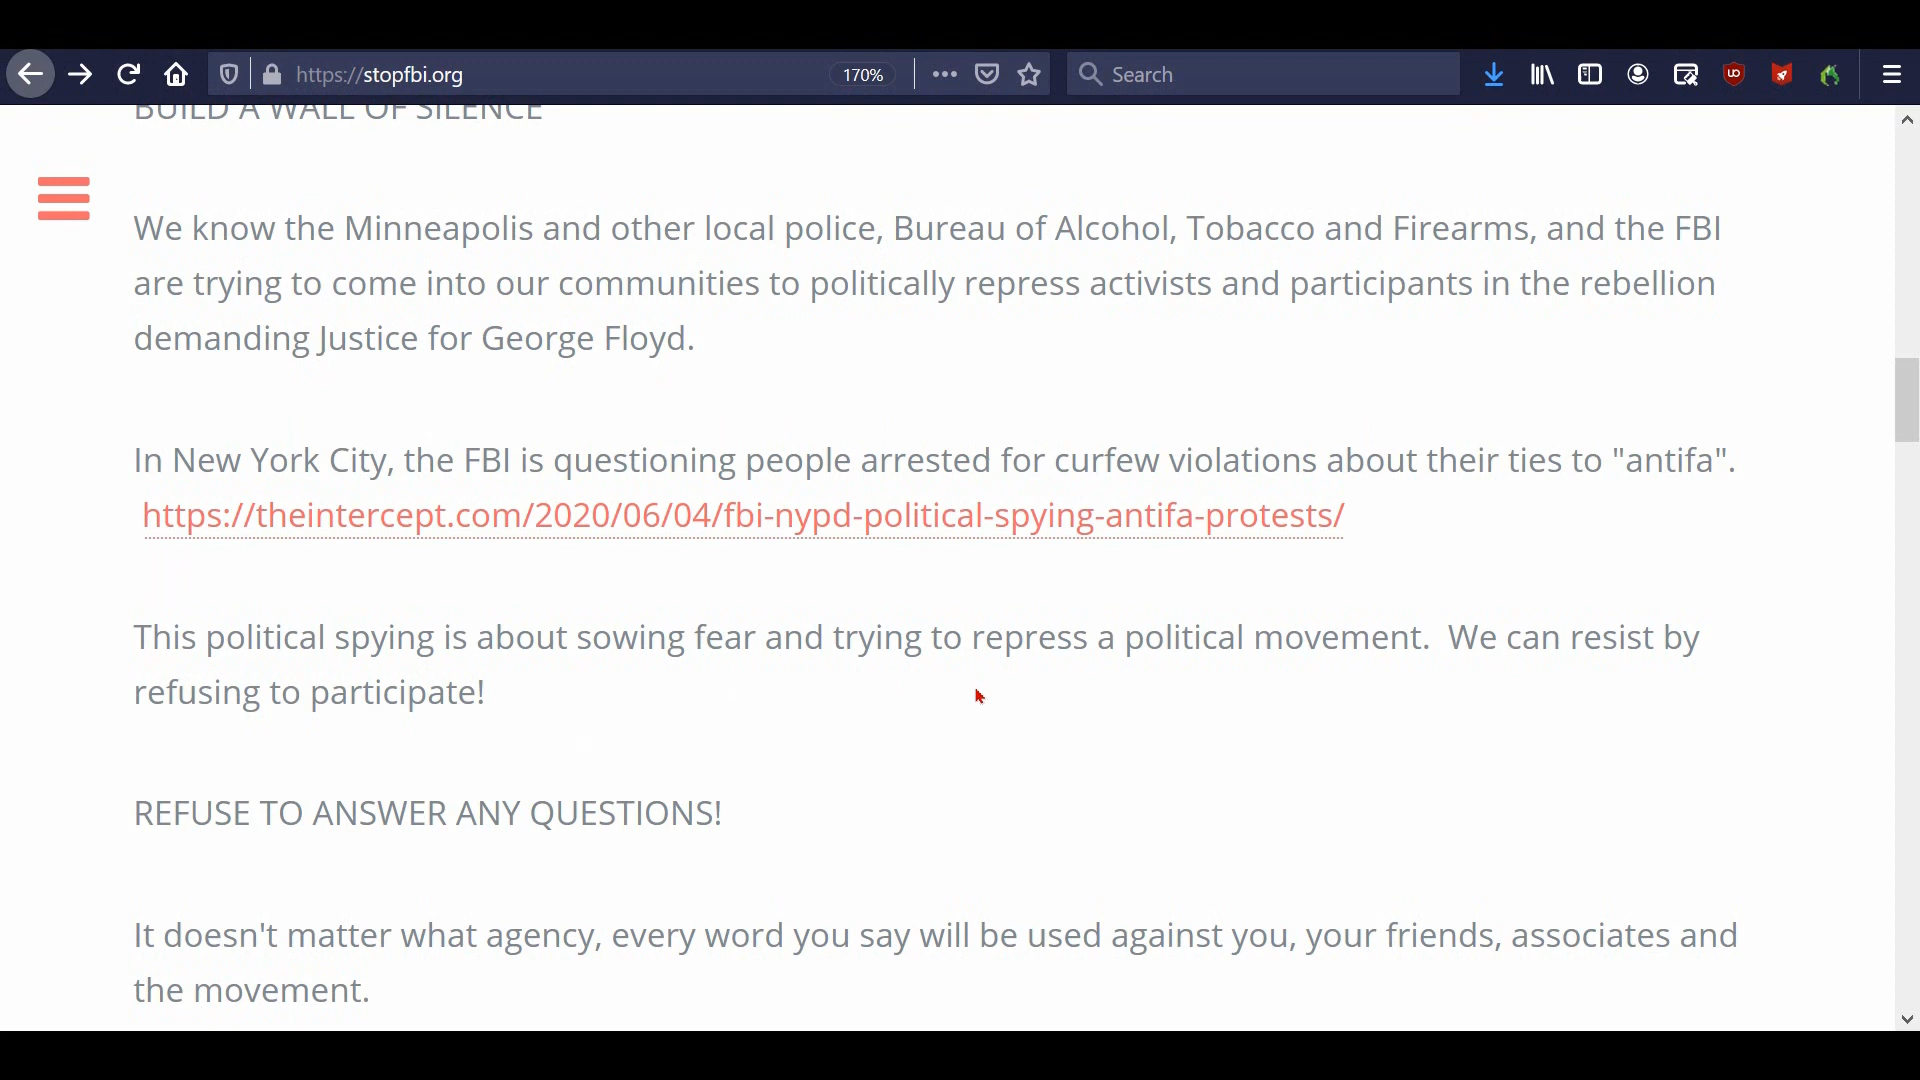 https://stopfbi.org
170%
Search
BUILD A WALL OF SILENCE
We know the Minneapolis and other local police, Bureau of Alcohol, Tobacco and Firearms, and the FBI
are trying to come into our communities to politically repress activists and participants in the rebellion
demanding Justice for George Floyd.
In New York City, the FBI is questioning people arrested for curfew violations about their ties to "antifa".
https://theintercept.com/2020/06/04/fbi-nypd-political-spying-antifa-protests/
This political spying is about sowing fear and trying to repress a political movement.  We can resist by
refusing to participate!
REFUSE TO ANSWER ANY QUESTIONS!
It doesn't matter what agency, every word you say will be used against you, your friends, associates and
the movement.